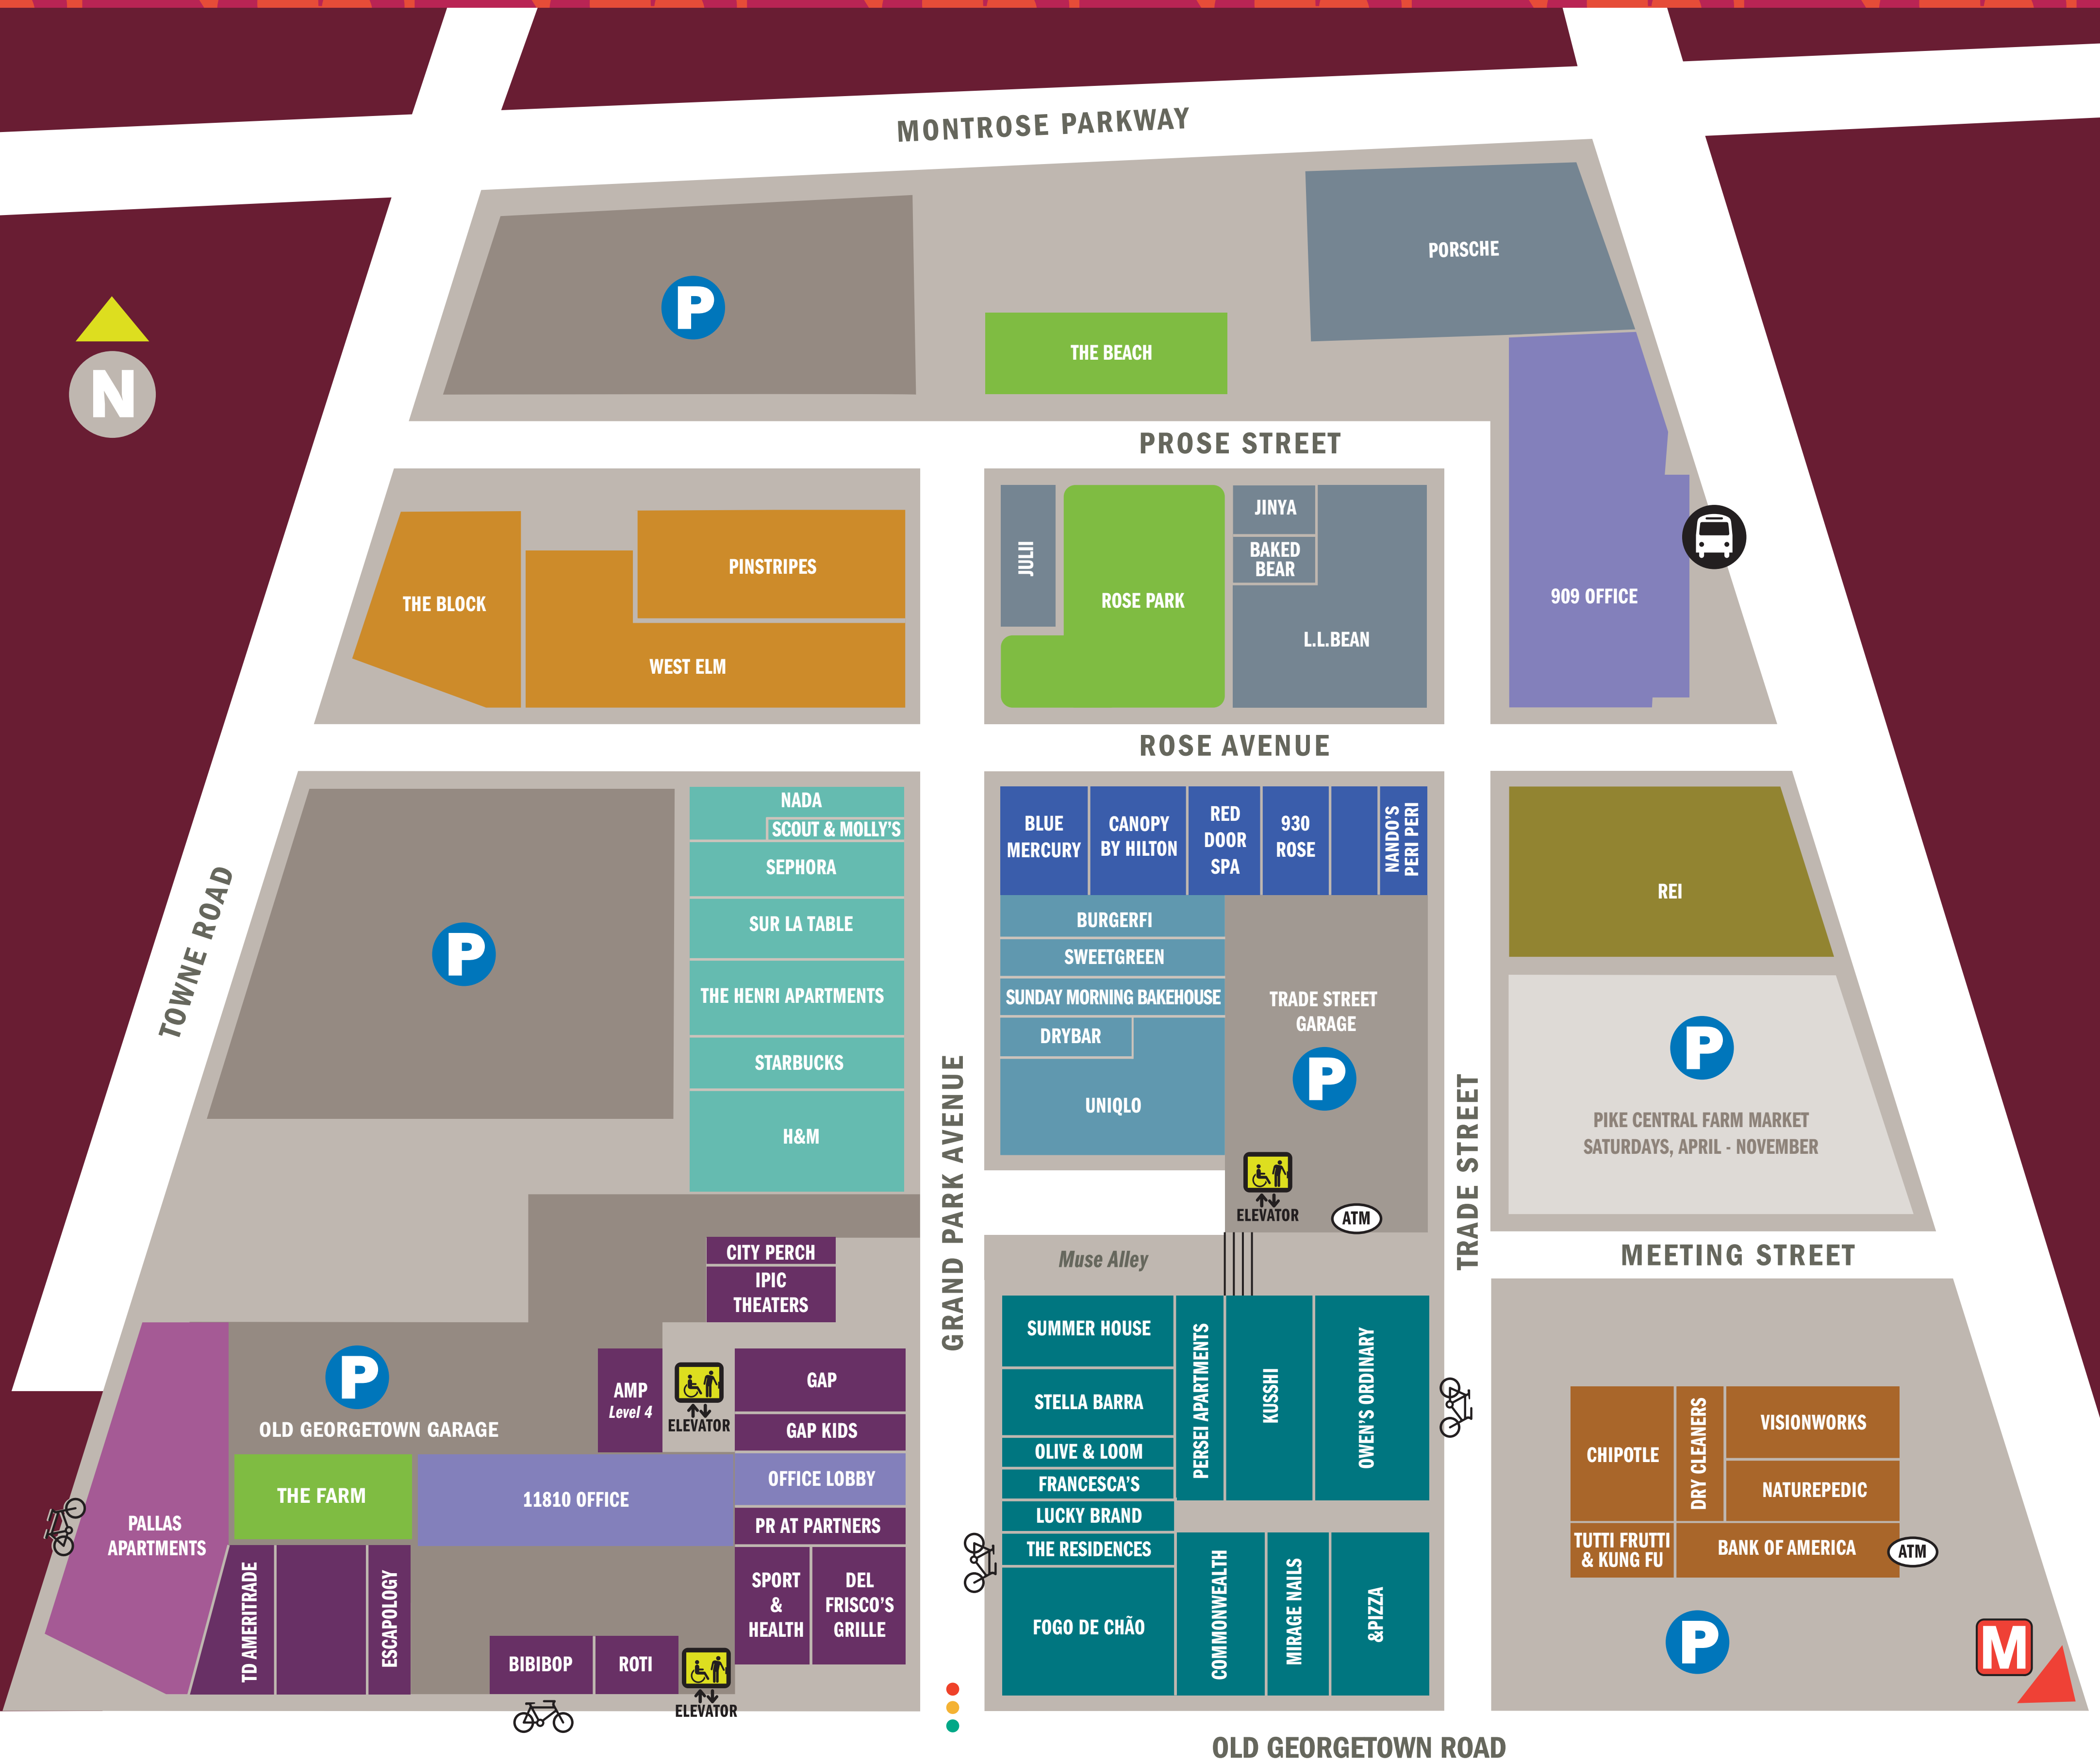 MONTROSE PARKWAY
PORSCHE
P
THE BEACH
N
PROSE STREET
THE BLOCK
PINSTRIPES
WEST ELM
JULII
ROSE PARK
JINYA
BAKED
BEAR
L.L.BEAN
909 OFFICE
ROSE AVENUE
TOWNE ROAD
P
NADA
SCOUT & MOLLY'S
SEPHORA
SUR LA TABLE
THE HENRI APARTMENTS
STARBUCKS
H&M
GRAND PARK AVENUE
BLUE
MERCURY
CANOPY
BY HILTON
RED
DOOR
SPA
930
ROSE
NANDO'S
PERI PERI
BURGERFI
SWEETGREEN
SUNDAY MORNING BAKEHOUSE
DRYBAR
UNIQLO
TRADE STREET
GARAGE
P
ELEVATOR
ATM
TRADE STREET
REI
P
PIKE CENTRAL FARM MARKET
SATURDAYS, APRIL - NOVEMBER
MEETING STREET
CITY PERCH
IPIC
THEATERS
P
OLD GEORGETOWN GARAGE
AMP
Level 4
ELEVATOR
GAP
GAP KIDS
THE FARM
11810 OFFICE
OFFICE LOBBY
PR AT PARTNERS
PALLAS
APARTMENTS
TD AMERITRADE
ESCAPOLOGY
BIBIBOP
ROTI
ELEVATOR
SPORT
&
HEALTH
DEL
FRISCO'S
GRILLE
Muse Alley
SUMMER HOUSE
STELLA BARRA
OLIVE & LOOM
FRANCESCA'S
LUCKY BRAND
THE RESIDENCES
FOGO DE CHÃO
PERSEI APARTMENTS
KUSSHI
OWEN'S ORDINARY
COMMONWEALTH
MIRAGE NAILS
&PIZZA
CHIPOTLE
DRY CLEANERS
VISIONWORKS
NATUREPEDIC
TUTTI FRUTTI
& KUNG FU
BANK OF AMERICA
ATM
P
M
OLD GEORGETOWN ROAD